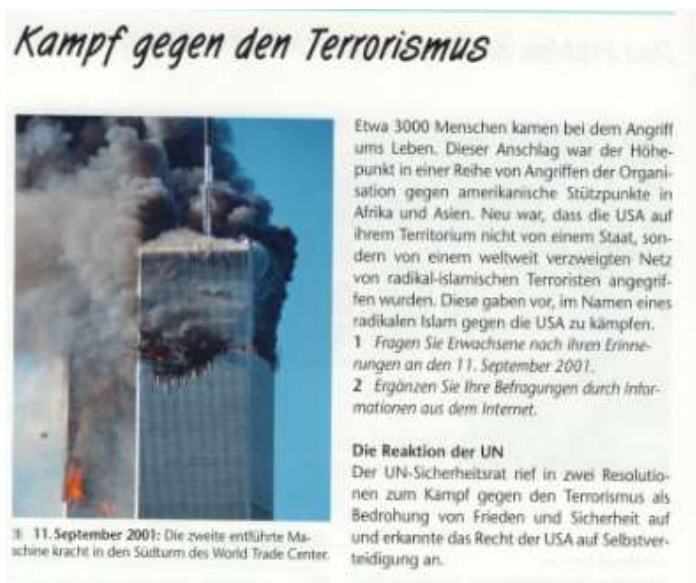 Kampf gegen den Terrorismus
Etwa 3000 Menschen kamen bei dem Angriff
ums Leben. Dieser Anschlag war der Höhe-
punkt in einer Reihe von Angriffen der Organi-
sation gegen amerikanische Stützpunkte in
Afrika und Asien. Neu war, dass die USA auf
ihrem Territorium nicht von einem Staat, son-
dern von einem weltweit verzweigten Netz
von radikal-islamischen Terroristen angegrif-
fen wurden. Diese gaben vor, im Namen eines
radikalen Islam gegen die USA zu kämpfen.
1 Fragen Sie Erwachsene nach ihren Erinne-
rungen an den 11. September 2001.
2 Ergänzen Sie Ihre Befragungen durch Infor-
mationen aus dem Internet.
Die Reaktion der UN
Der UN-Sicherheitsrat rief in zwei Resolutio-
nen zum Kampf gegen den Terrorismus als
Bedrohung von Frieden und Sicherheit auf
und erkannte das Recht der USA auf Selbstver-
teidigung an.
11. September 2001: Die zweite entführte Ma-
schine kracht in den Südturm des World Trade Center.